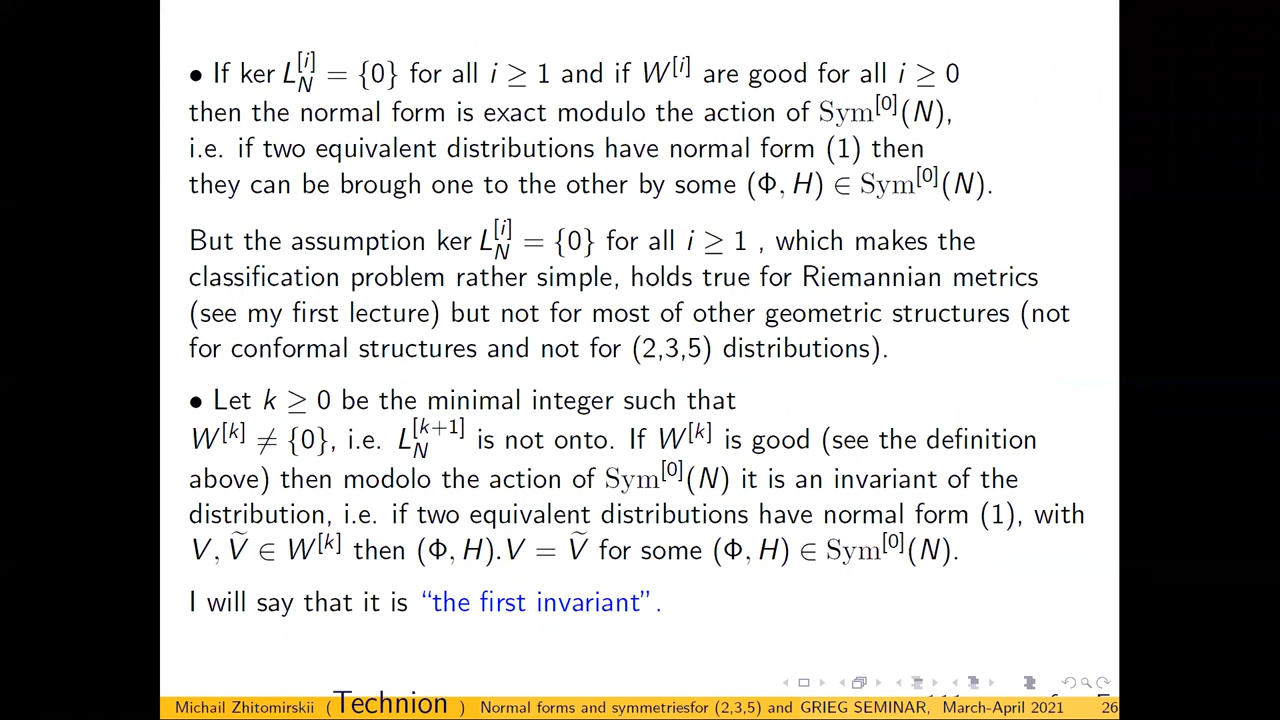 • If ker L_N^{[i]} = {0} for all i ≥ 1 and if W^{[i]} are good for all i ≥ 0
then the normal form is exact modulo the action of Sym^{[0]}(N),
i.e. if two equivalent distributions have normal form (1) then
they can be brough one to the other by some (Φ, H) ∈ Sym^{[0]}(N).
But the assumption ker L_N^{[i]} = {0} for all i ≥ 1 , which makes the
classification problem rather simple, holds true for Riemannian metrics
(see my first lecture) but not for most of other geometric structures (not
for conformal structures and not for (2,3,5) distributions).
• Let k ≥ 0 be the minimal integer such that
W^{[k]} ≠ {0}, i.e. L_N^{[k+1]} is not onto. If W^{[k]} is good (see the definition
above) then modolo the action of Sym^{[0]}(N) it is an invariant of the
distribution, i.e. if two equivalent distributions have normal form (1), with
V, Ṽ ∈ W^{[k]} then (Φ, H).V = Ṽ for some (Φ, H) ∈ Sym^{[0]}(N).
I will say that it is “the first invariant”.
Michail Zhitomirskii ( Technion ) Normal forms and symmetriesfor (2,3,5) and GRIEG SEMINAR, March-April 2021 26